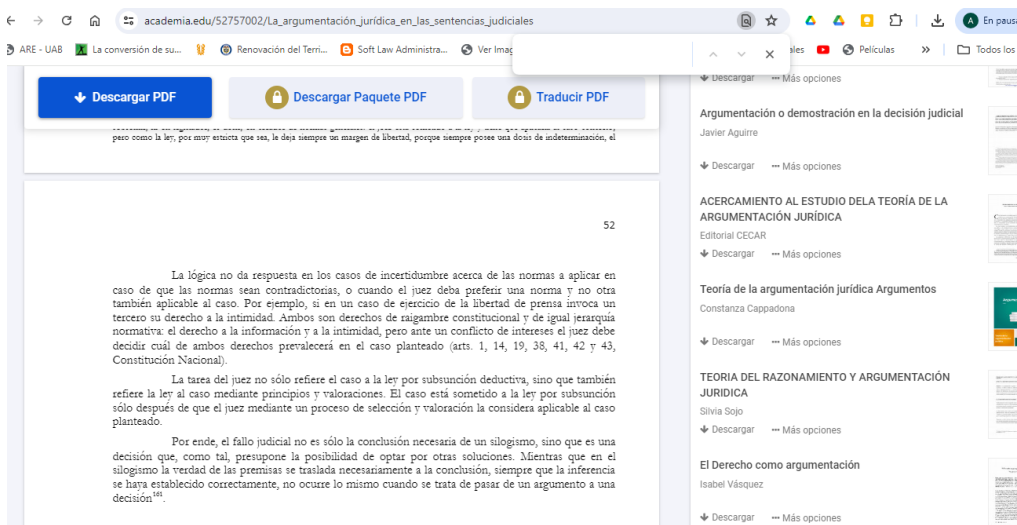 academia.edu/52757002/La_argumentación_jurídica_en_las_sentencias_judiciales
En pausa
ARE - UAB
La conversión de su...
Renovación del Terri...
Soft Law Administra...
Ver Imag
ales
Películas
Todos los
Descargar PDF
Descargar Paquete PDF
Traducir PDF
pero como la ley, por muy estricta que sea, le deja siempre un margen de libertad, porque siempre posee una dosis de indeterminación, el
52
La lógica no da respuesta en los casos de incertidumbre acerca de las normas a aplicar en
caso de que las normas sean contradictorias, o cuando el juez deba preferir una norma y no otra
también aplicable al caso. Por ejemplo, si en un caso de ejercicio de la libertad de prensa invoca un
tercero su derecho a la intimidad. Ambos son derechos de raigambre constitucional y de igual jerarquía
normativa: el derecho a la información y a la intimidad, pero ante un conflicto de intereses el juez debe
decidir cuál de ambos derechos prevalecerá en el caso planteado (arts. 1, 14, 19, 38, 41, 42 y 43,
Constitución Nacional).
La tarea del juez no sólo refiere el caso a la ley por subsunción deductiva, sino que también
refiere la ley al caso mediante principios y valoraciones. El caso está sometido a la ley por subsunción
sólo después de que el juez mediante un proceso de selección y valoración la considera aplicable al caso
planteado.
Por ende, el fallo judicial no es sólo la conclusión necesaria de un silogismo, sino que es una
decisión que, como tal, presupone la posibilidad de optar por otras soluciones. Mientras que en el
silogismo la verdad de las premisas se traslada necesariamente a la conclusión, siempre que la inferencia
se haya establecido correctamente, no ocurre lo mismo cuando se trata de pasar de un argumento a una
decisión161.
Descargar ••• Más opciones
Argumentación o demostración en la decisión judicial
Javier Aguirre
Descargar ••• Más opciones
ACERCAMIENTO AL ESTUDIO DELA TEORÍA DE LA
ARGUMENTACIÓN JURÍDICA
Editorial CECAR
Descargar ••• Más opciones
Teoría de la argumentación jurídica Argumentos
Constanza Cappadona
Descargar ••• Más opciones
TEORIA DEL RAZONAMIENTO Y ARGUMENTACIÓN
JURIDICA
Silvia Sojo
Descargar ••• Más opciones
El Derecho como argumentación
Isabel Vásquez
Descargar ••• Más opciones